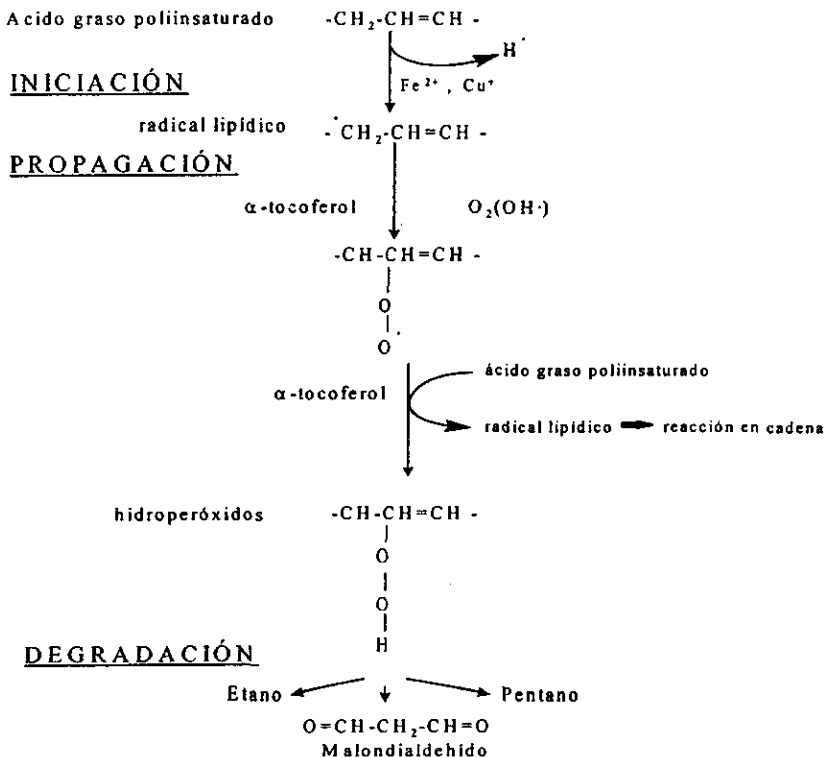 Acido graso poliinsaturado -CH₂-CH=CH -
H·
INICIACIÓN
Fe²⁺ , Cu⁺
radical lipídico -·CH₂-CH=CH -
PROPAGACIÓN
α-tocoferol O₂(OH·)
-CH-CH=CH -
O
O·
ácido graso poliinsaturado
α-tocoferol
radical lipídico ➡ reacción en cadena
hidroperóxidos -CH-CH=CH -
O
O
H
DEGRADACIÓN
Etano Pentano
O=CH-CH₂-CH=O
Malondialdehído